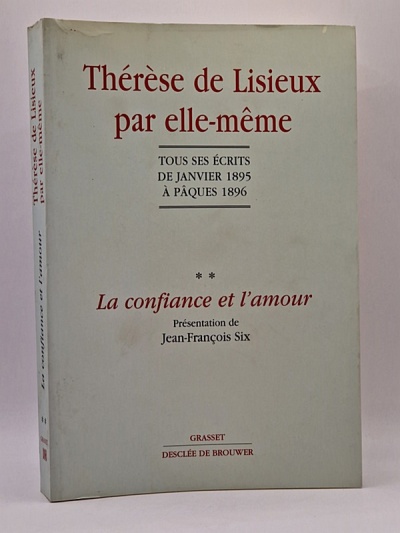 Thérèse de Lisieux
par elle-même
TOUS SES ÉCRITS
DE JANVIER 1895
À PÂQUES 1896
* *
La confiance et l'amour
Présentation de
Jean-François Six
GRASSET
DESCLÉE DE BROUWER
Thérèse de Lisieux
par elle-même
La confiance et l'amour